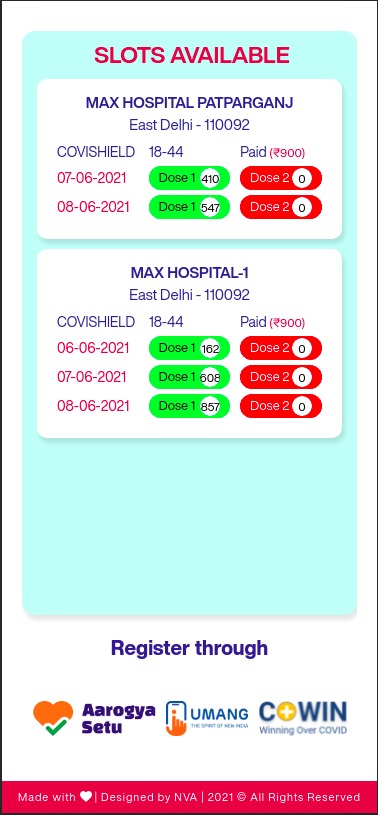 SLOTS AVAILABLE
MAX HOSPITAL PATPARGANJ
East Delhi - 110092
COVISHIELD 18-44 Paid (₹900)
07-06-2021 Dose 1 410 Dose 2 0
08-06-2021 Dose 1 547 Dose 2 0
MAX HOSPITAL-1
East Delhi - 110092
COVISHIELD 18-44 Paid (₹900)
06-06-2021 Dose 1 162 Dose 2 0
07-06-2021 Dose 1 608 Dose 2 0
08-06-2021 Dose 1 857 Dose 2 0
Register through
Aarogya Setu
UMANG
THE SPIRIT OF NEW INDIA
COWIN
Winning Over COVID
Made with ♥ | Designed by NVA | 2021 © All Rights Reserved